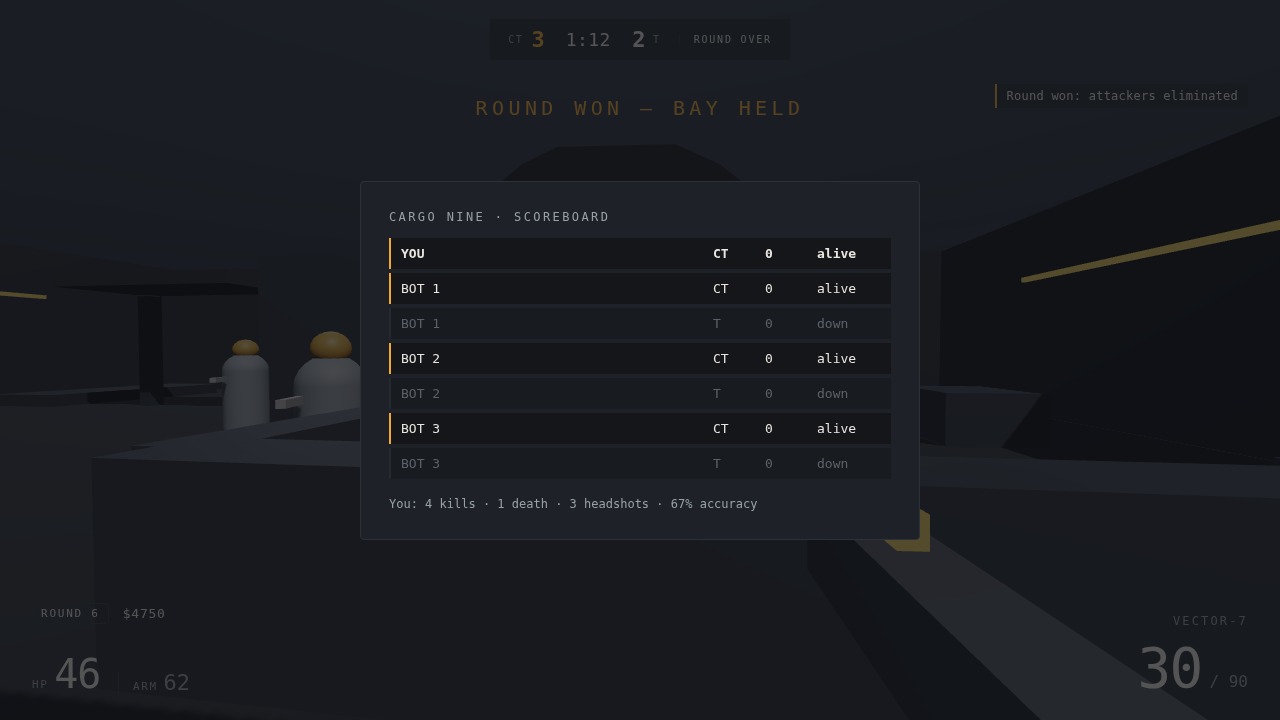 CT 3 1:12 2 T ROUND OVER
ROUND WON — BAY HELD
Round won: attackers eliminated
CARGO NINE · SCOREBOARD
YOU CT 0 alive
BOT 1 CT 0 alive
BOT 1 T 0 down
BOT 2 CT 0 alive
BOT 2 T 0 down
BOT 3 CT 0 alive
BOT 3 T 0 down
You: 4 kills · 1 death · 3 headshots · 67% accuracy
ROUND 6 $4750
HP 46 ARM 62
VECTOR-7
30 / 90